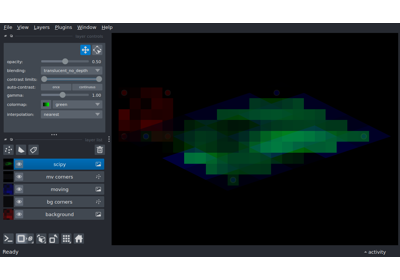 File View Layers Plugins Window Help
opacity: 0.50
blending: translucent_no_depth
contrast limits:
auto-contrast: once continuous
gamma: 1.00
colormap: green
interpolation: nearest
scipy
mv corners
moving
bg corners
background
Ready
activity